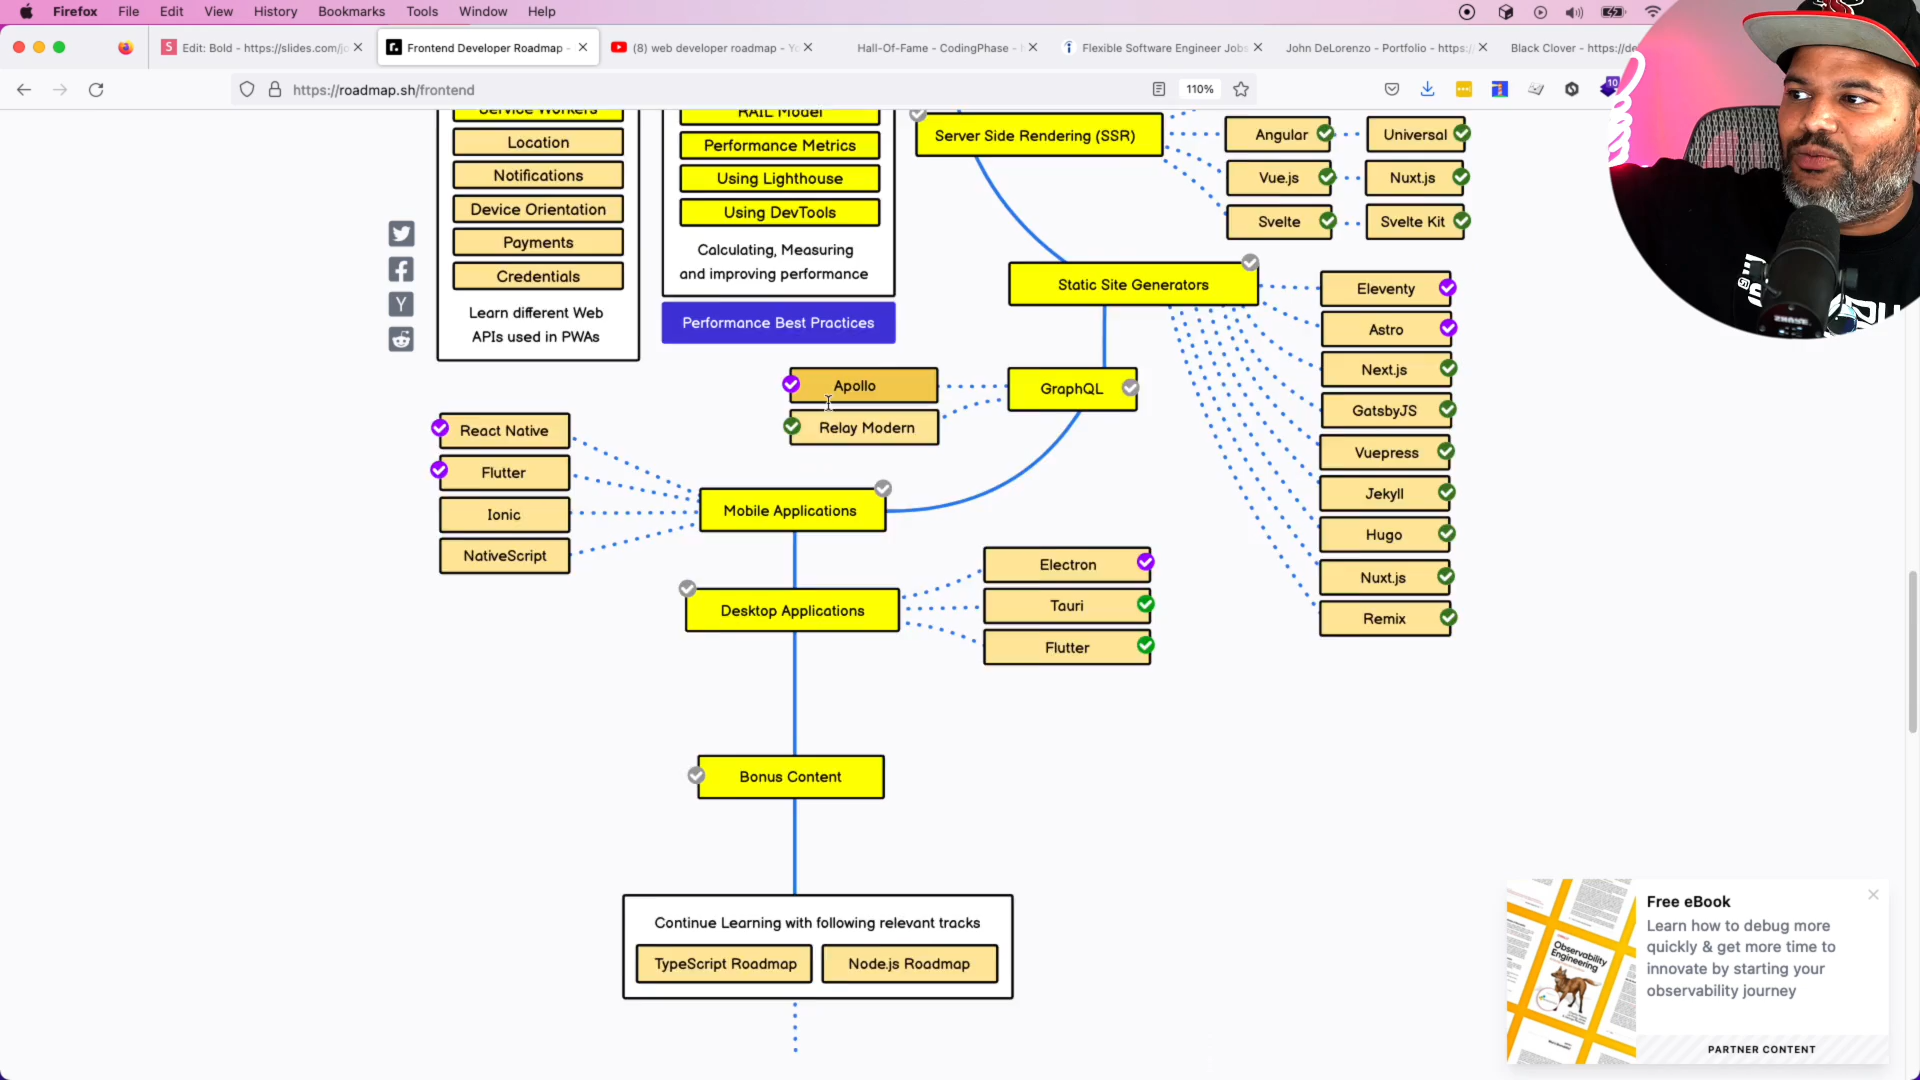 Firefox File Edit View History Bookmarks Tools Window Help
Edit: Bold - https://slides.com/jo
Frontend Developer Roadmap -
(8) web developer roadmap - Yo
Hall-Of-Fame - CodingPhase -
Flexible Software Engineer Jobs
John DeLorenzo - Portfolio - https:/
Black Clover - https://de
https://roadmap.sh/frontend
110%
10
Service Workers
Location
Notifications
Device Orientation
Payments
Credentials
Learn different Web
APIs used in PWAs
RAIL Model
Performance Metrics
Using Lighthouse
Using DevTools
Calculating, Measuring
and improving performance
Performance Best Practices
Server Side Rendering (SSR)
Angular
Universal
Vue.js
Nuxt.js
Svelte
Svelte Kit
Static Site Generators
Eleventy
Astro
Next.js
GatsbyJS
Vuepress
Jekyll
Hugo
Nuxt.js
Remix
Apollo
Relay Modern
GraphQL
React Native
Flutter
Ionic
NativeScript
Mobile Applications
Desktop Applications
Electron
Tauri
Flutter
Bonus Content
Continue Learning with following relevant tracks
TypeScript Roadmap
Node.js Roadmap
Free eBook
Learn how to debug more
quickly & get more time to
innovate by starting your
observability journey
Observability
Engineering
PARTNER CONTENT